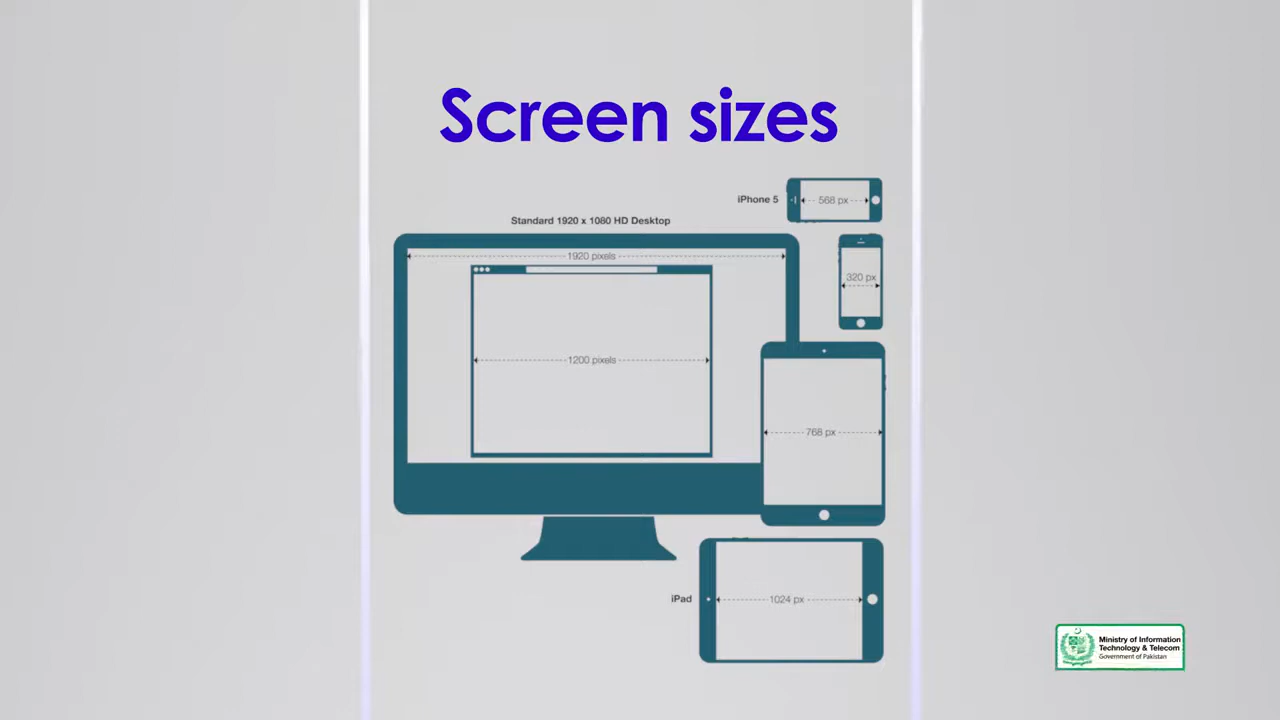 Screen sizes
iPhone 5
568 px
Standard 1920 x 1080 HD Desktop
1920 pixels
320 px
1200 pixels
768 px
iPad
1024 px
Ministry of Information
Technology & Telecom
Government of Pakistan